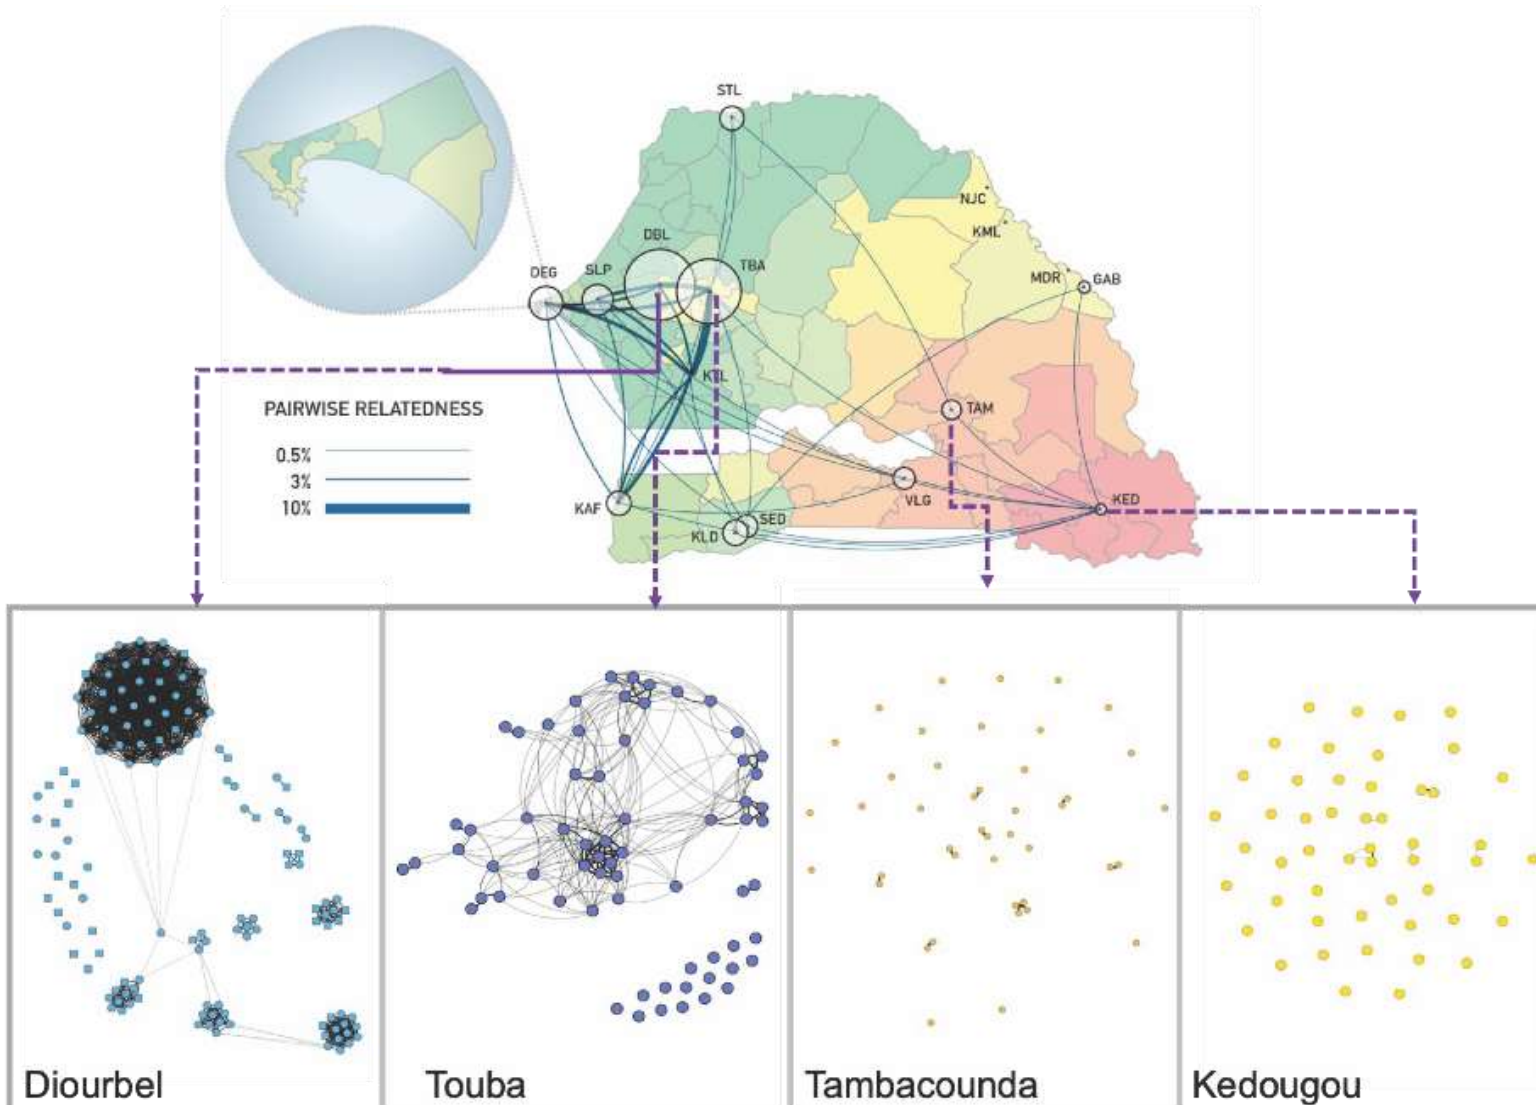 STL
NJC
KML
DBL
TBA
MDR
GAB
DEG
SLP
KTL
PAIRWISE RELATEDNESS
TAM
0.5%
3%
10%
VLG
KED
KAF
SED
KLD
Diourbel
Touba
Tambacounda
Kedougou